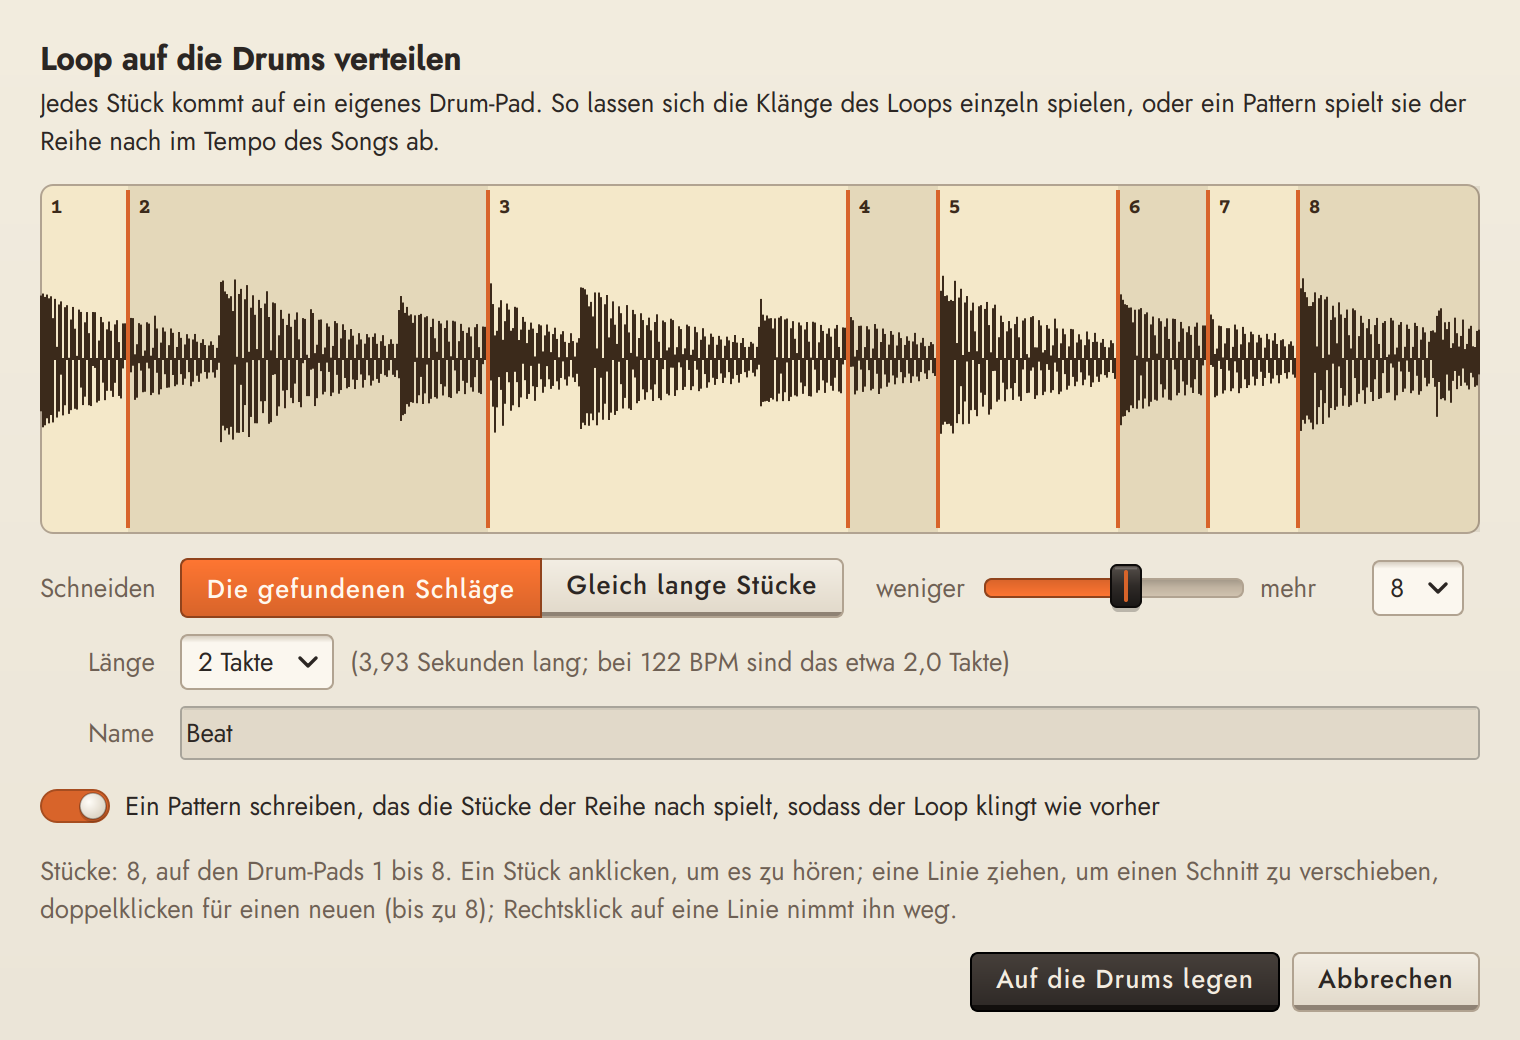 Loop auf die Drums verteilen
Jedes Stück kommt auf ein eigenes Drum-Pad. So lassen sich die Klänge des Loops einzeln spielen, oder ein Pattern spielt sie der
Reihe nach im Tempo des Songs ab.
1 2 3 4 5 6 7 8
Schneiden Die gefundenen Schläge Gleich lange Stücke weniger mehr 8
Länge 2 Takte (3,93 Sekunden lang; bei 122 BPM sind das etwa 2,0 Takte)
Name Beat
Ein Pattern schreiben, das die Stücke der Reihe nach spielt, sodass der Loop klingt wie vorher
Stücke: 8, auf den Drum-Pads 1 bis 8. Ein Stück anklicken, um es zu hören; eine Linie ziehen, um einen Schnitt zu verschieben,
doppelklicken für einen neuen (bis zu 8); Rechtsklick auf eine Linie nimmt ihn weg.
Auf die Drums legen Abbrechen